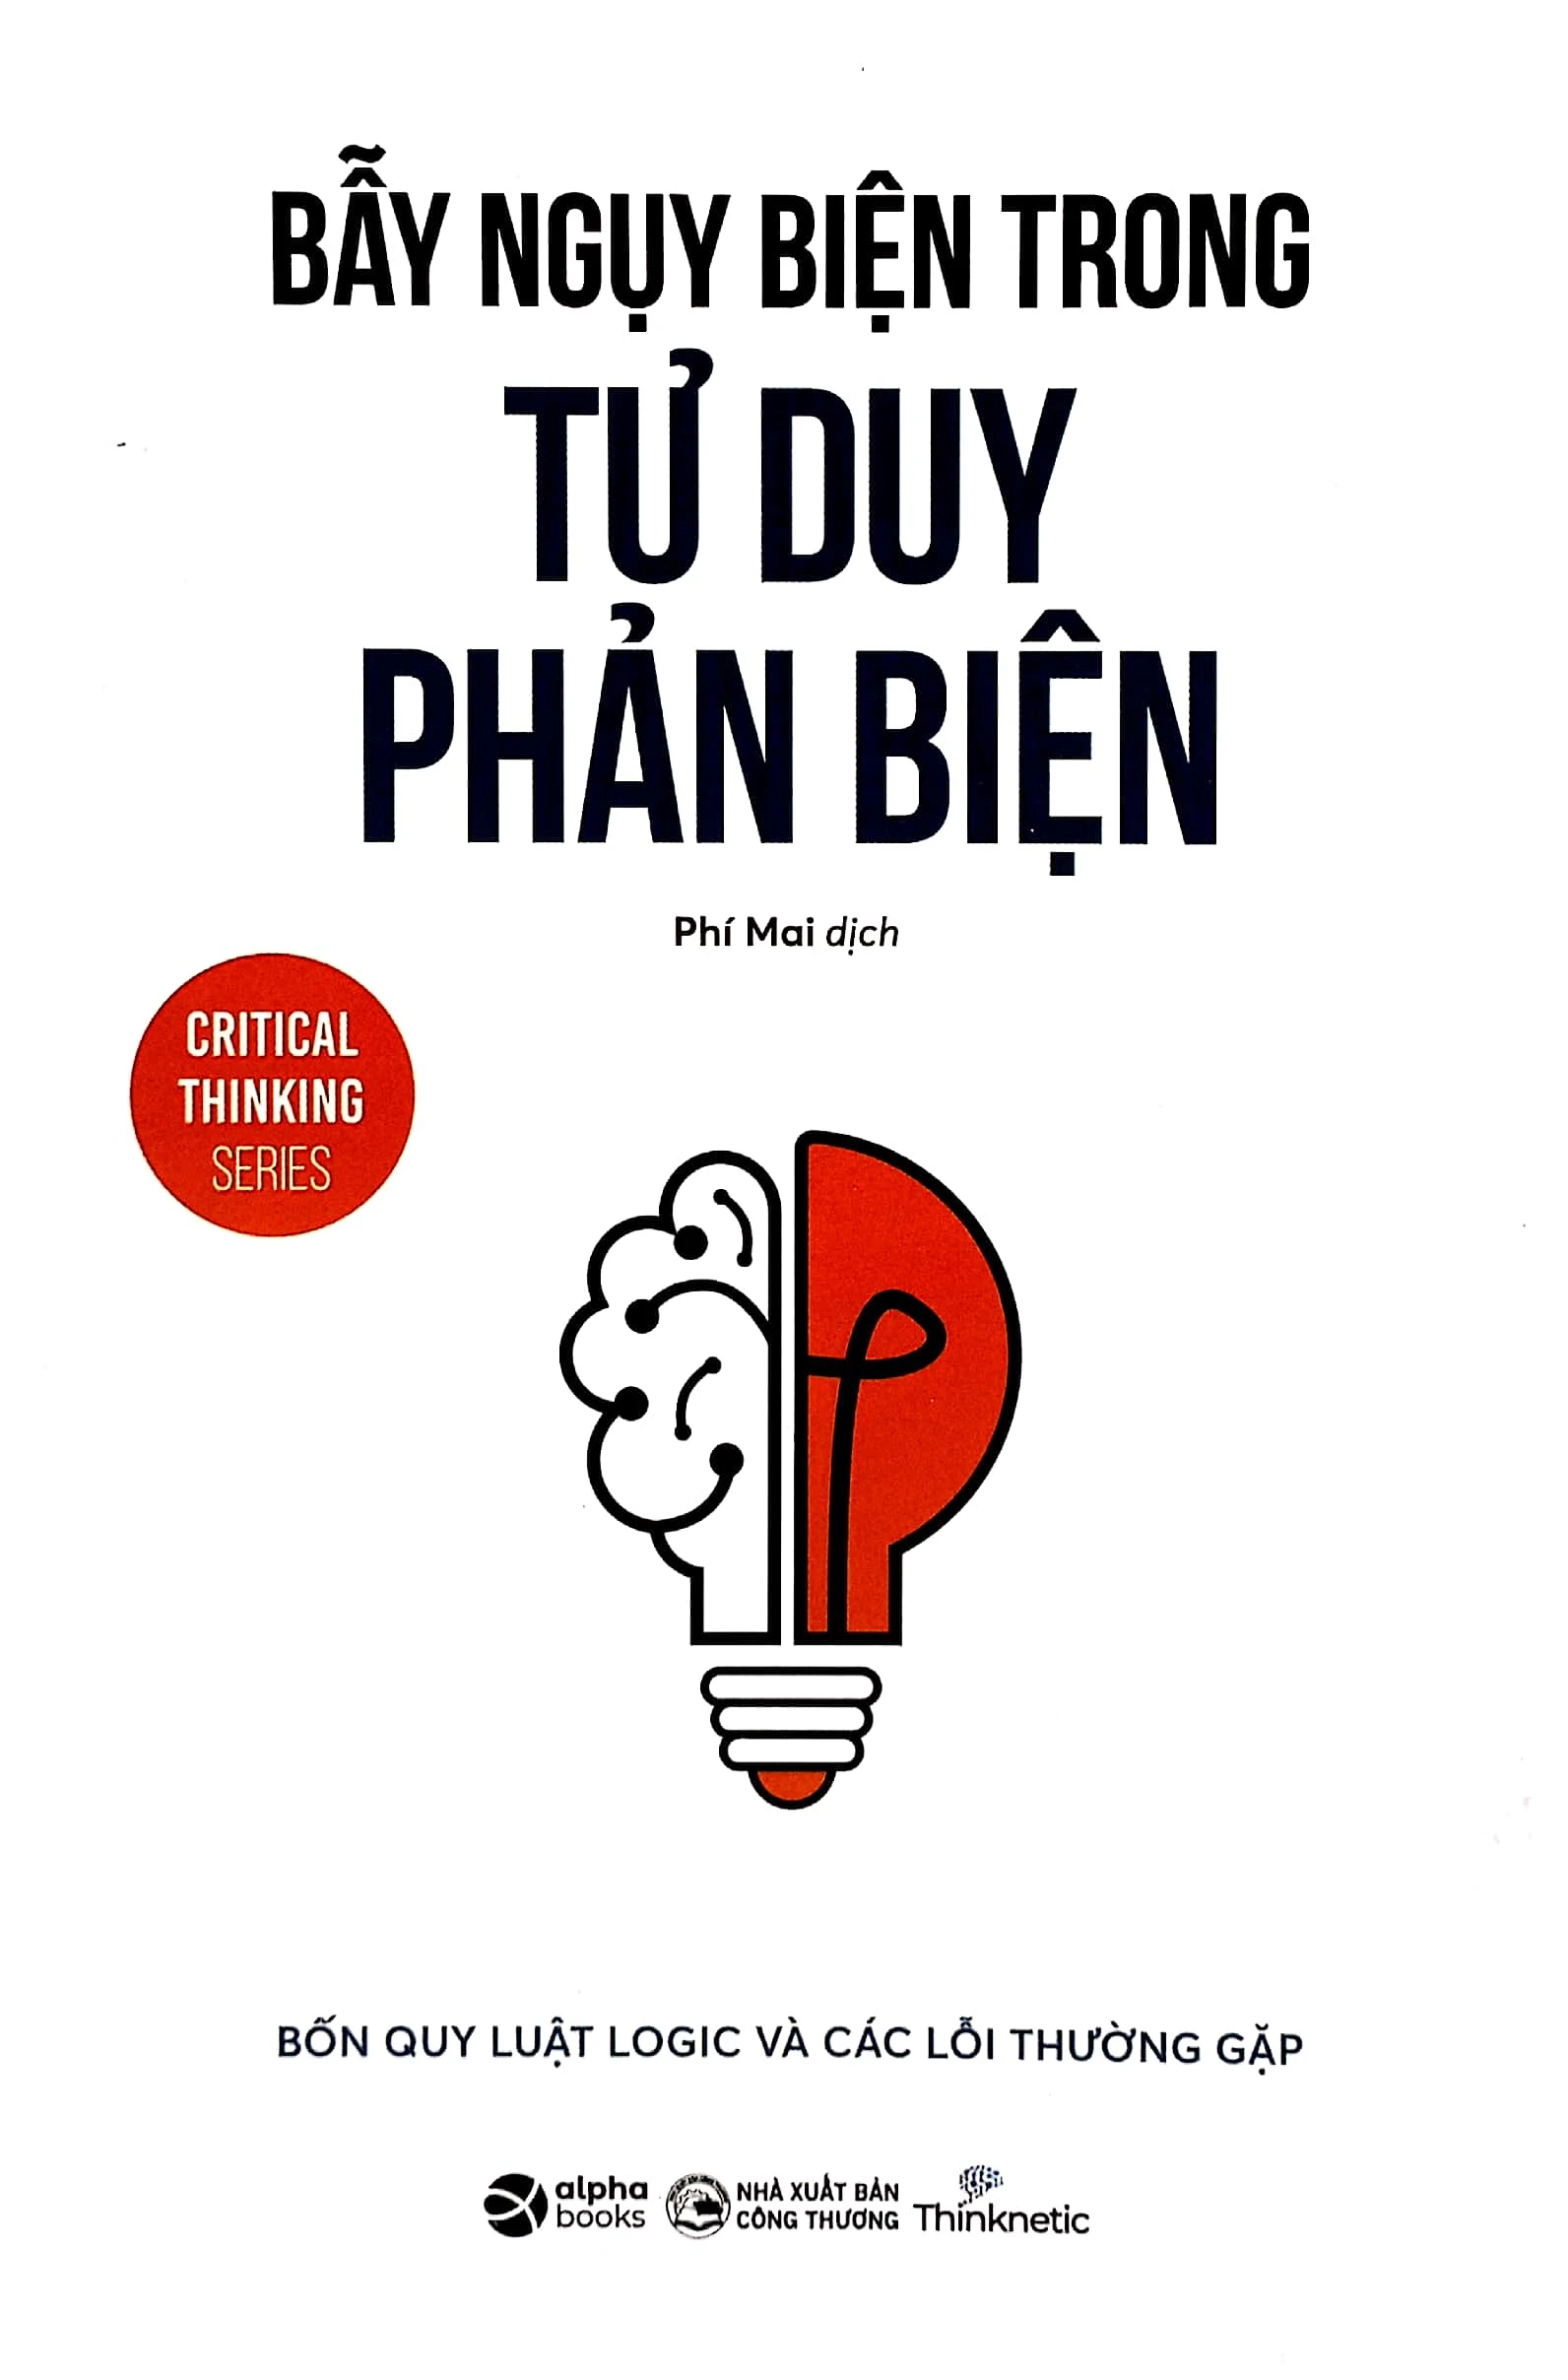 BẪY NGỤY BIỆN TRONG
TƯ DUY
PHẢN BIỆN
Phí Mai dịch
CRITICAL
THINKING
SERIES
BỐN QUY LUẬT LOGIC VÀ CÁC LỖI THƯỜNG GẶP
alpha
books
NHÀ XUẤT BẢN
CÔNG THƯƠNG
Thinknetic